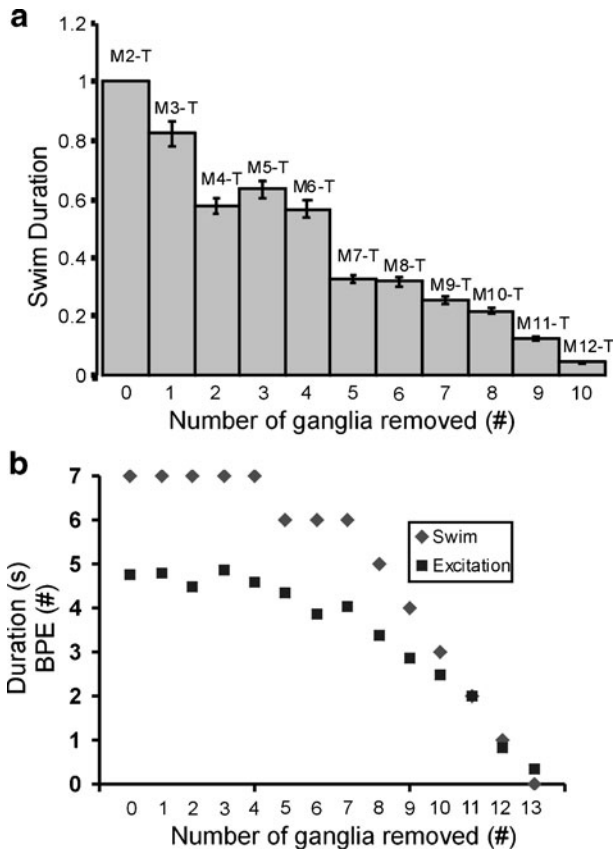 a
1.2
1
0.8
0.6
0.4
0.2
0
Swim Duration
M2-T
M3-T
M4-T
M5-T
M6-T
M7-T
M8-T
M9-T
M10-T
M11-T
M12-T
0 1 2 3 4 5 6 7 8 9 10
Number of ganglia removed (#)
b
7
6
5
4
3
2
1
0
Duration (s)
BPE (#)
Swim
Excitation
0 1 2 3 4 5 6 7 8 9 10 11 12 13
Number of ganglia removed (#)